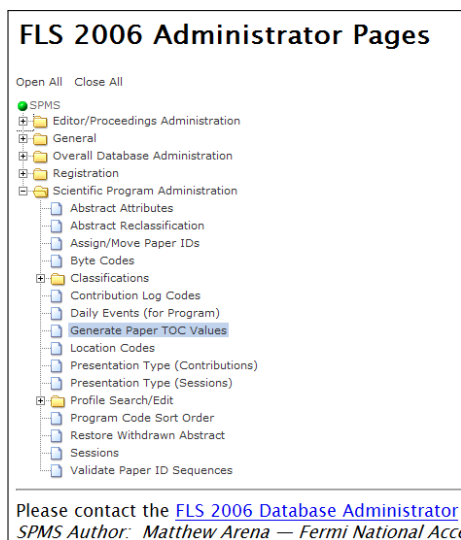 FLS 2006 Administrator Pages
Open All Close All
SPMS
Editor/Proceedings Administration
General
Overall Database Administration
Registration
Scientific Program Administration
Abstract Attributes
Abstract Reclassification
Assign/Move Paper IDs
Byte Codes
Classifications
Contribution Log Codes
Daily Events (for Program)
Generate Paper TOC Values
Location Codes
Presentation Type (Contributions)
Presentation Type (Sessions)
Profile Search/Edit
Program Code Sort Order
Restore Withdrawn Abstract
Sessions
Validate Paper ID Sequences
Please contact the FLS 2006 Database Administrator
SPMS Author: Matthew Arena — Fermi National Acce